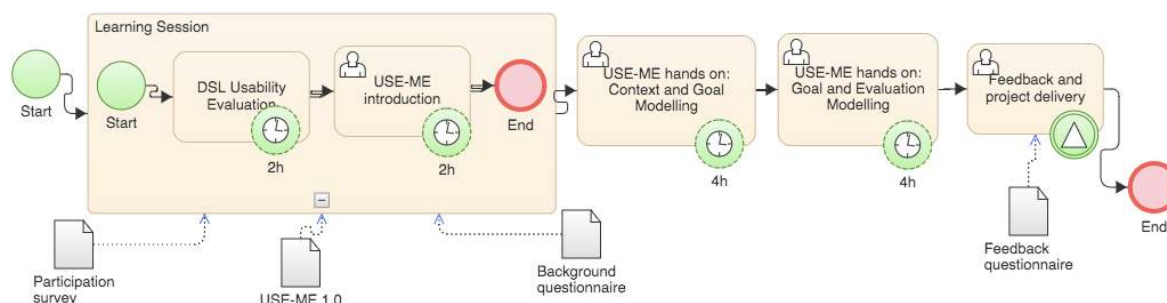 Learning Session
Start
Start
DSL Usability
Evaluation
2h
USE-ME
introduction
2h
End
USE-ME hands on:
Context and Goal
Modelling
4h
USE-ME hands on:
Goal and Evaluation
Modelling
4h
Feedback and
project delivery
End
Participation
survey
USE-ME 1.0
Background
questionnaire
Feedback
questionnaire